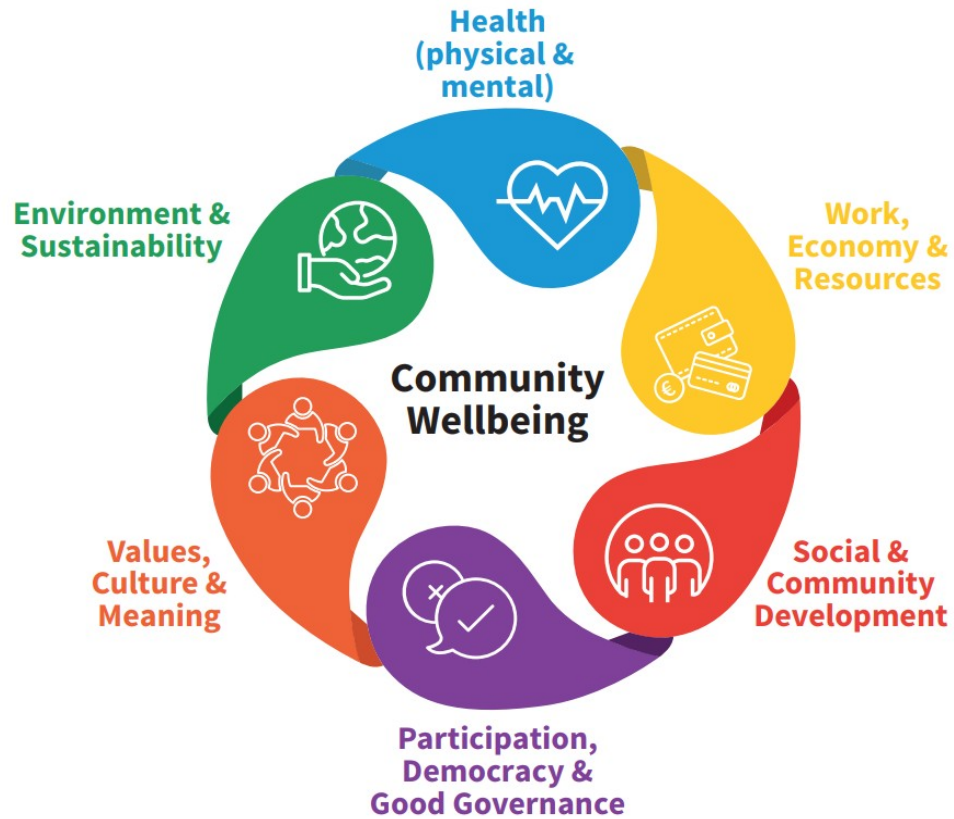 Health
(physical &
mental)
Work,
Economy &
Resources
Social &
Community
Development
Participation,
Democracy &
Good Governance
Values,
Culture &
Meaning
Environment &
Sustainability
Community
Wellbeing
€